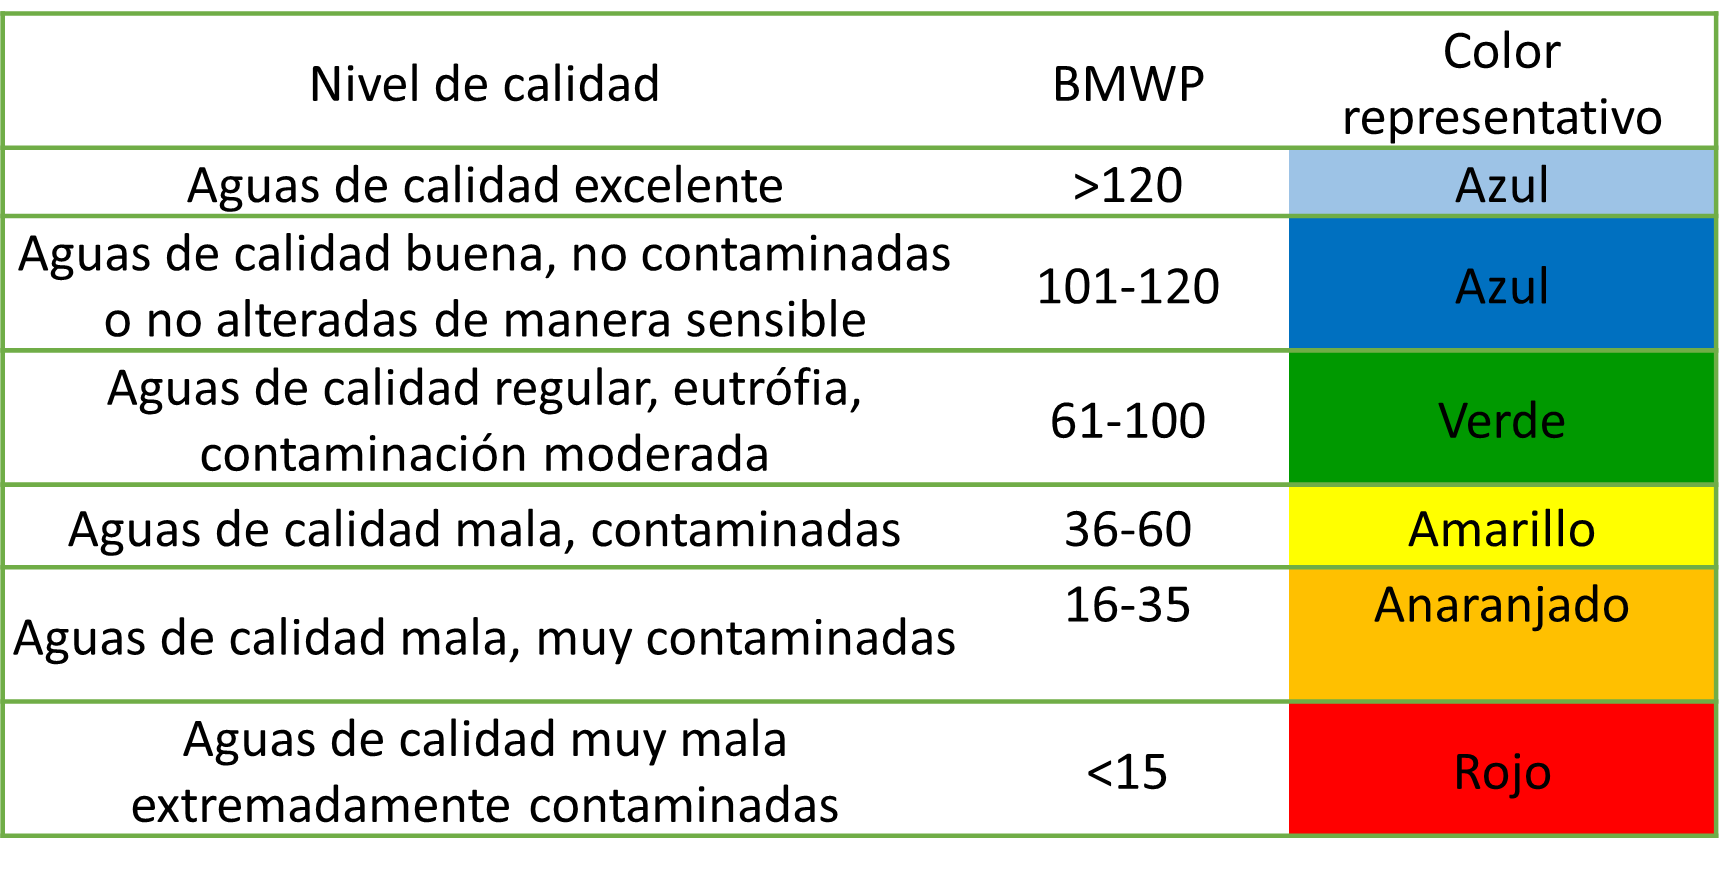 Nivel de calidad
BMWP
Color
representativo
Aguas de calidad excelente
>120
Azul
Aguas de calidad buena, no contaminadas
o no alteradas de manera sensible
101-120
Azul
Aguas de calidad regular, eutrófia,
contaminación moderada
61-100
Verde
Aguas de calidad mala, contaminadas
36-60
Amarillo
Aguas de calidad mala, muy contaminadas
16-35
Anaranjado
Aguas de calidad muy mala
extremadamente contaminadas
<15
Rojo